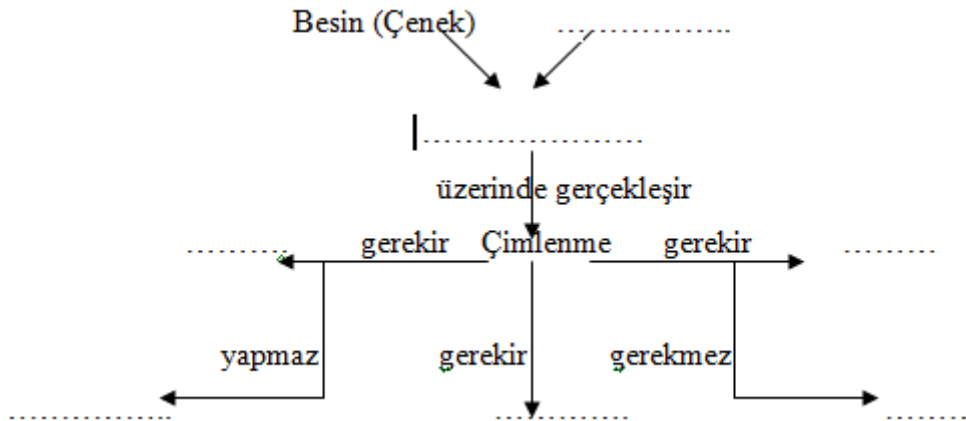 Besin (Çenek) ……………..
…………………
üzerinde gerçekleşir
………. gerekir Çimlenme gerekir ………
yapmaz gerekir gerekmez
……………. …………. ……..